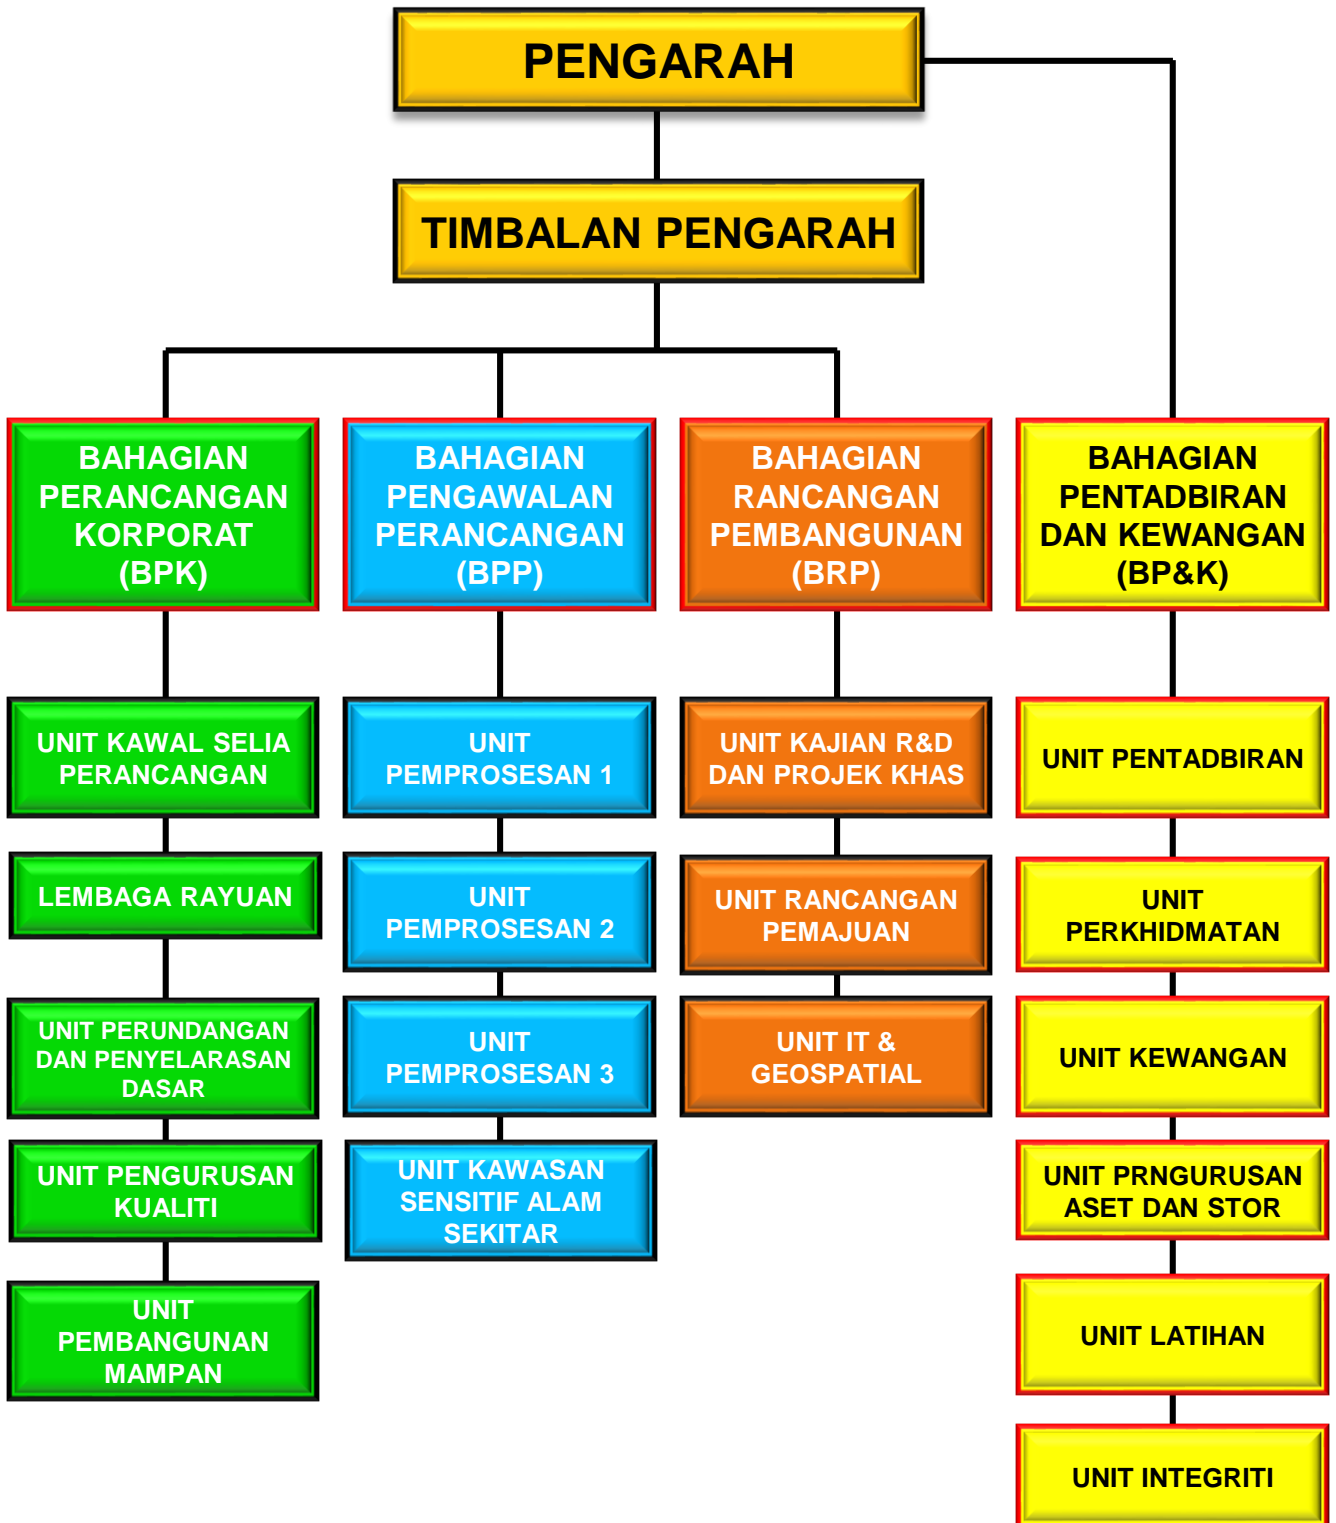 PENGARAH
TIMBALAN PENGARAH
BAHAGIAN
PERANCANGAN
KORPORAT
(BPK)
BAHAGIAN
PENGAWALAN
PERANCANGAN
(BPP)
BAHAGIAN
RANCANGAN
PEMBANGUNAN
(BRP)
BAHAGIAN
PENTADBIRAN
DAN KEWANGAN
(BP&K)
UNIT KAWAL SELIA
PERANCANGAN
LEMBAGA RAYUAN
UNIT PERUNDANGAN
DAN PENYELARASAN
DASAR
UNIT PENGURUSAN
KUALITI
UNIT
PEMBANGUNAN
MAMPAN
UNIT
PEMPROSESAN 1
UNIT
PEMPROSESAN 2
UNIT
PEMPROSESAN 3
UNIT KAWASAN
SENSITIF ALAM
SEKITAR
UNIT KAJIAN R&D
DAN PROJEK KHAS
UNIT RANCANGAN
PEMAJUAN
UNIT IT &
GEOSPATIAL
UNIT PENTADBIRAN
UNIT
PERKHIDMATAN
UNIT KEWANGAN
UNIT PRNGURUSAN
ASET DAN STOR
UNIT LATIHAN
UNIT INTEGRITI